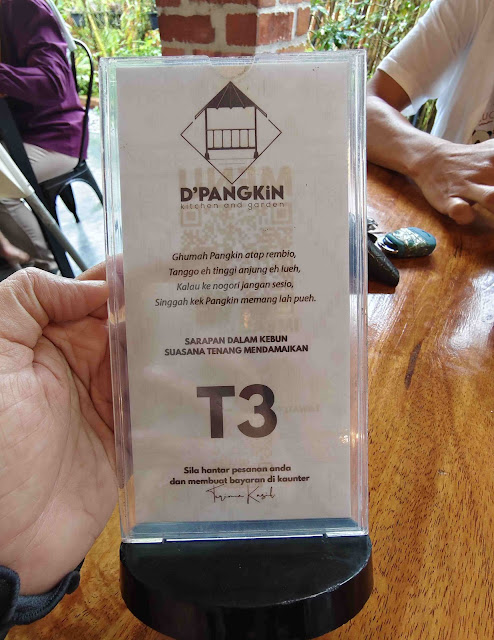 D'PANGKiN
kitchen and garden
Ghumah Pangkin atap rembio,
Tanggo eh tinggi anjung eh lueh,
Kalau ke nogori jangan sesio,
Singgah kek Pangkin memang lah pueh.
SARAPAN DALAM KEBUN
SUASANA TENANG MENDAMAIKAN
T3
Sila hantar pesanan anda
dan membuat bayaran di kaunter
Terima Kasih